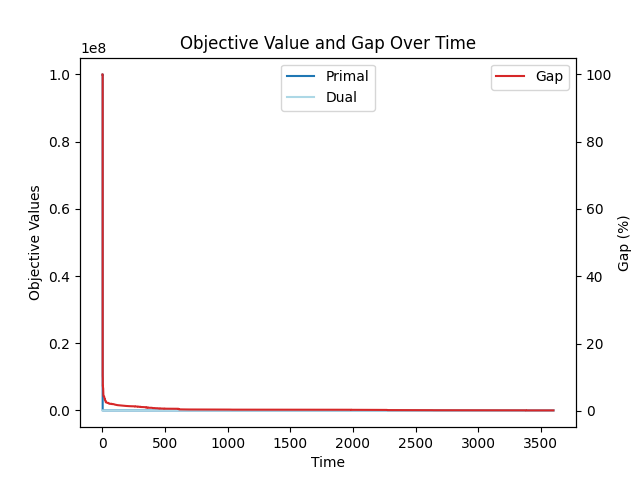 Objective Value and Gap Over Time
1e8
Primal
Dual
Gap
1.0
0.8
0.6
0.4
0.2
0.0
Objective Values
100
80
60
40
20
0
Gap (%)
0 500 1000 1500 2000 2500 3000 3500
Time